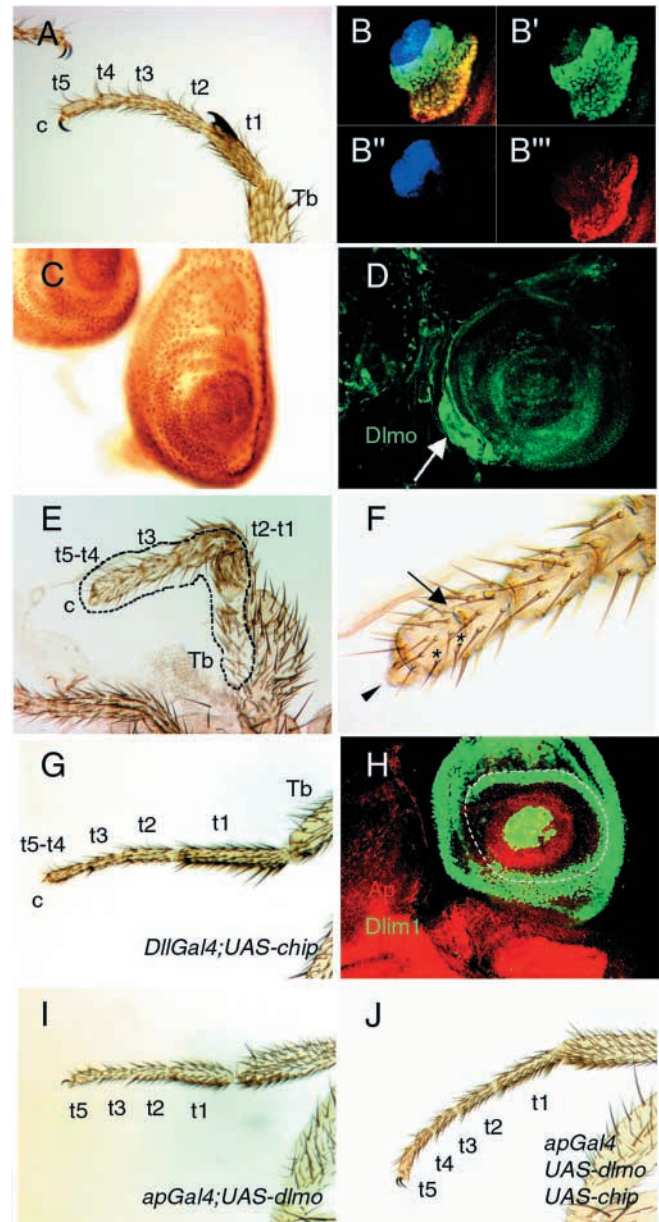 A
t5 t4 t3 t2 t1
c
Tb
B
B'
B"
B'"
C
D
Dlmo
E
t5-t4 t3 t2-t1
c
Tb
F
*
*
G
t5-t4 t3 t2 t1 Tb
c
DllGal4;UAS-chip
H
Ap
Dlim1
I
t5 t3 t2 t1
apGal4;UAS-dlmo
J
t5 t4 t3 t2 t1
apGal4
UAS-dlmo
UAS-chip